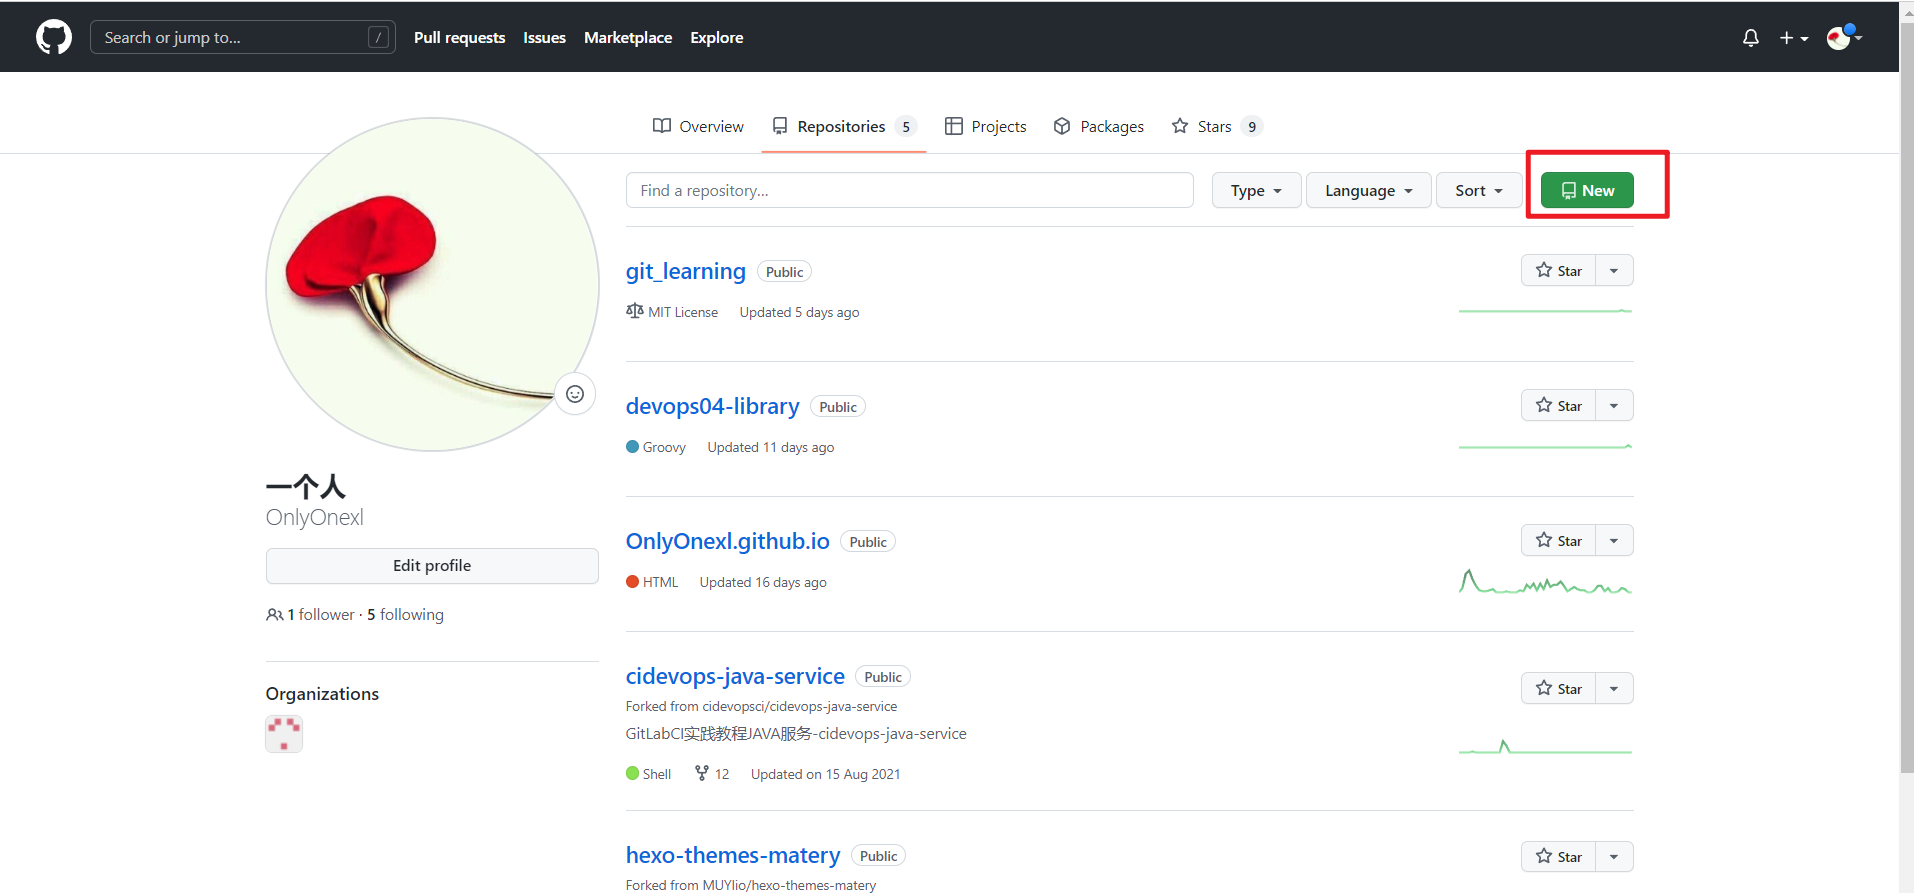 Search or jump to... /
Pull requests Issues Marketplace Explore
Overview Repositories 5 Projects Packages Stars 9
Find a repository... Type Language Sort New
git_learning Public Star
MIT License Updated 5 days ago
devops04-library Public Star
Groovy Updated 11 days ago
一个人
OnlyOnexl
Edit profile
1 follower · 5 following
Organizations
OnlyOnexl.github.io Public Star
HTML Updated 16 days ago
cidevops-java-service Public Star
Forked from cidevopsci/cidevops-java-service
GitLabCI实践教程JAVA服务-cidevops-java-service
Shell 12 Updated on 15 Aug 2021
hexo-themes-matery Public Star
Forked from MUYlio/hexo-themes-matery